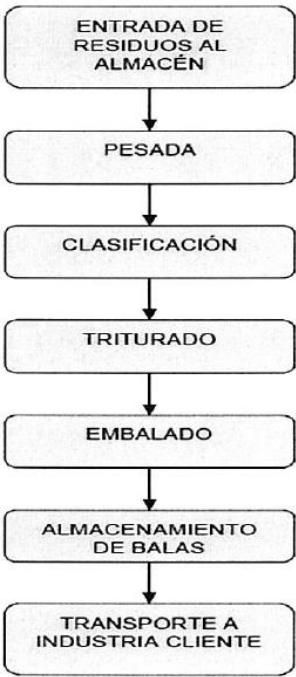 ENTRADA DE
RESIDUOS AL
ALMACÉN
PESADA
CLASIFICACIÓN
TRITURADO
EMBALADO
ALMACENAMIENTO
DE BALAS
TRANSPORTE A
INDUSTRIA CLIENTE